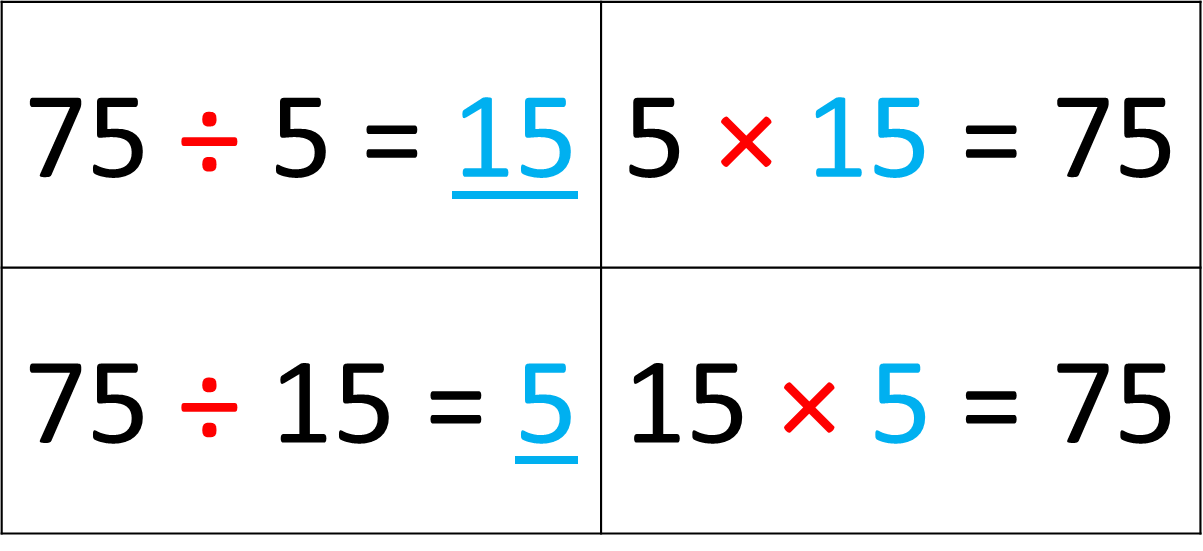 75 ÷ 5 = 15
5 × 15 = 75
75 ÷ 15 = 5
15 × 5 = 75